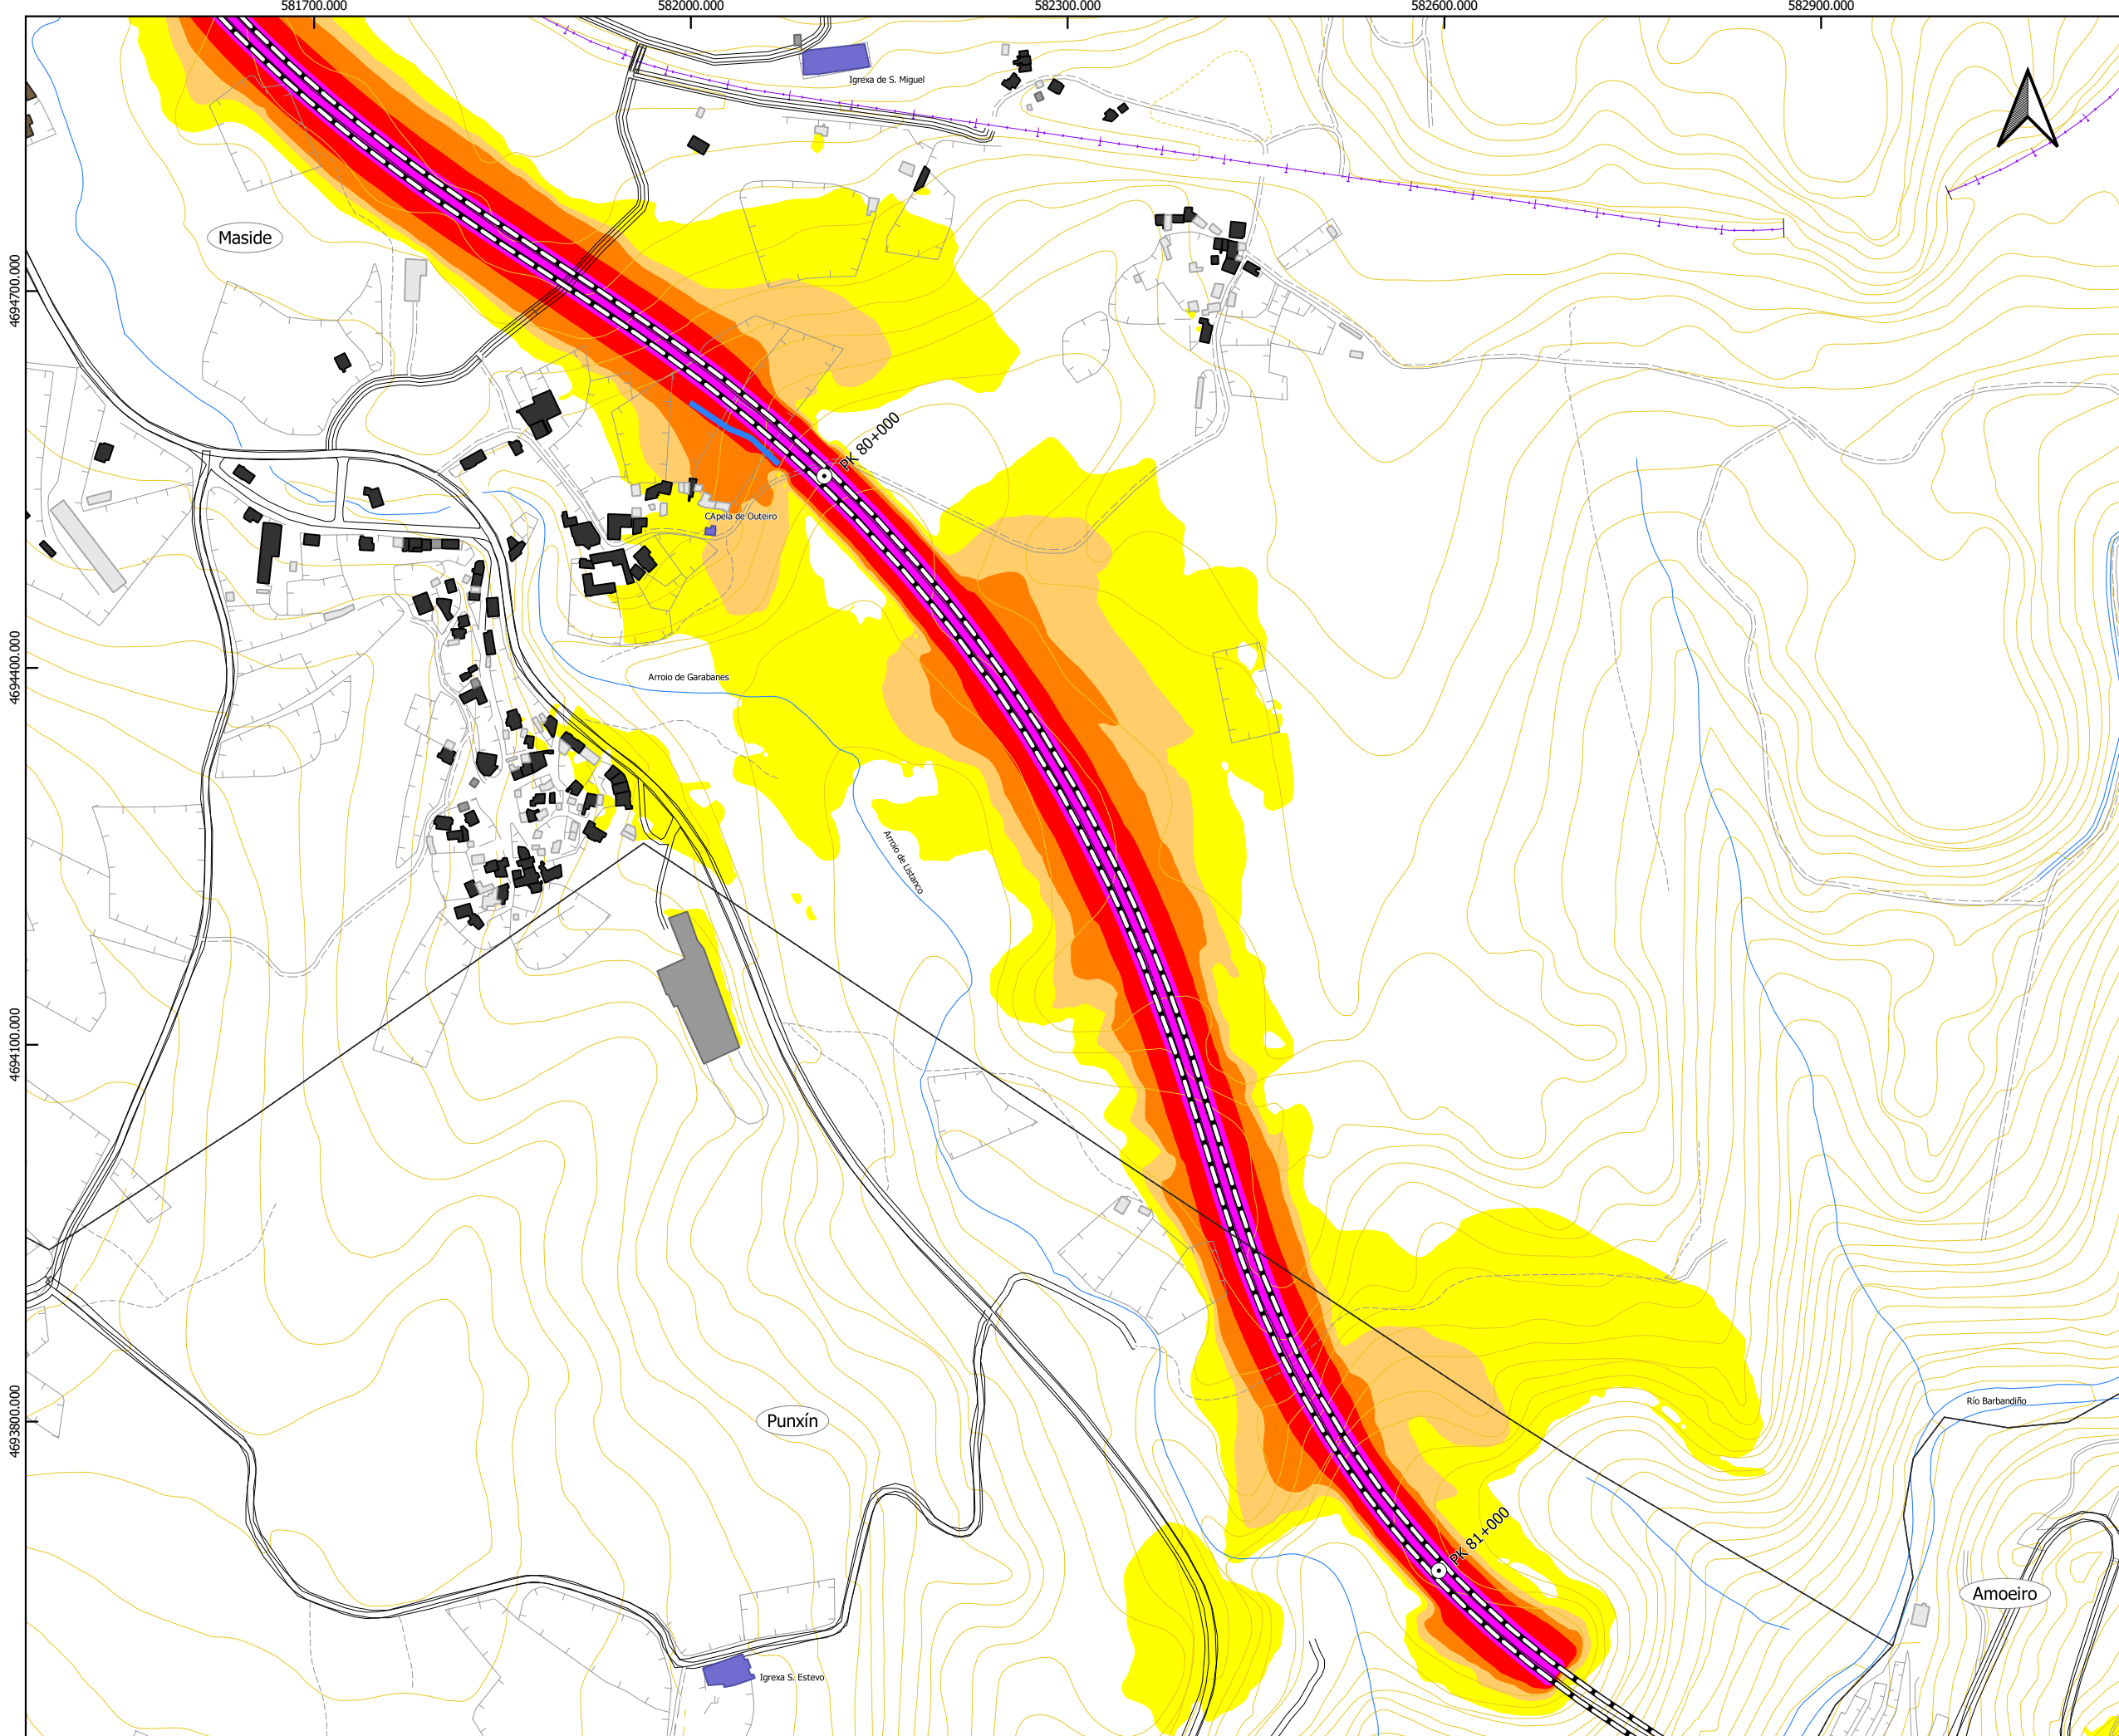 581700.000
582000.000
582300.000
582600.000
582900.000
Igrexa de S. Miguel
Maside
4694700.000
PK 80+000
CApela de Outeiro
4694400.000
Arroio de Garabanes
Arroio de Listanco
4694100.000
4693800.000
Punxín
Río Barbandiño
PK 81+000
Amoeiro
Igrexa S. Estevo